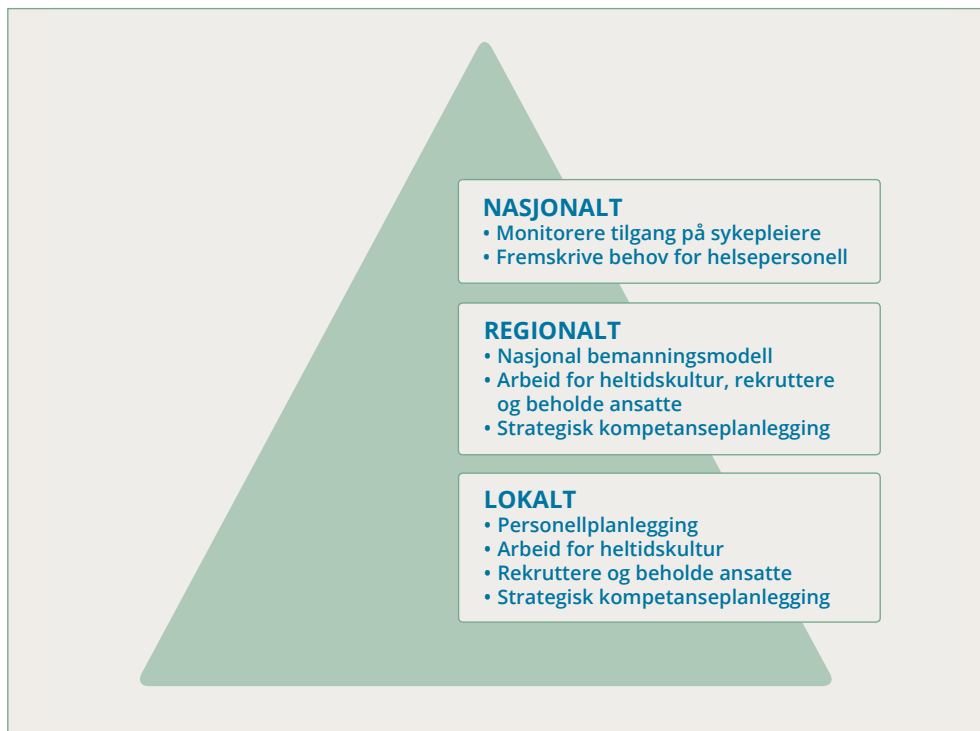 NASJONALT
• Monitorere tilgang på sykepleiere
• Fremskrive behov for helsepersonell
REGIONALT
• Nasjonal bemanningsmodell
• Arbeid for heltidskultur, rekruttere
og beholde ansatte
• Strategisk kompetanseplanlegging
LOKALT
• Personellplanlegging
• Arbeid for heltidskultur
• Rekruttere og beholde ansatte
• Strategisk kompetanseplanlegging